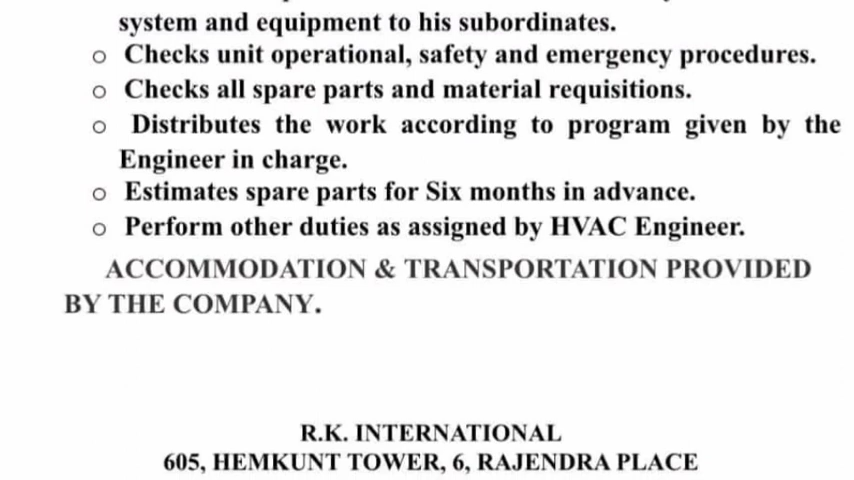 system and equipment to his subordinates.
o Checks unit operational, safety and emergency procedures.
o Checks all spare parts and material requisitions.
o Distributes the work according to program given by the
Engineer in charge.
o Estimates spare parts for Six months in advance.
o Perform other duties as assigned by HVAC Engineer.
ACCOMMODATION & TRANSPORTATION PROVIDED
BY THE COMPANY.
R.K. INTERNATIONAL
605, HEMKUNT TOWER, 6, RAJENDRA PLACE